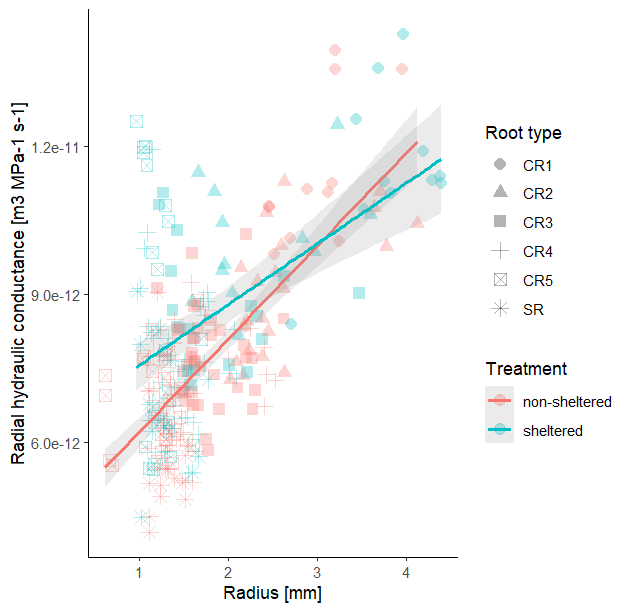 Radial hydraulic conductance [m3 MPa-1 s-1]
1.2e-11
9.0e-12
6.0e-12
1 2 3 4
Radius [mm]
Root type
CR1
CR2
CR3
CR4
CR5
SR
Treatment
non-sheltered
sheltered